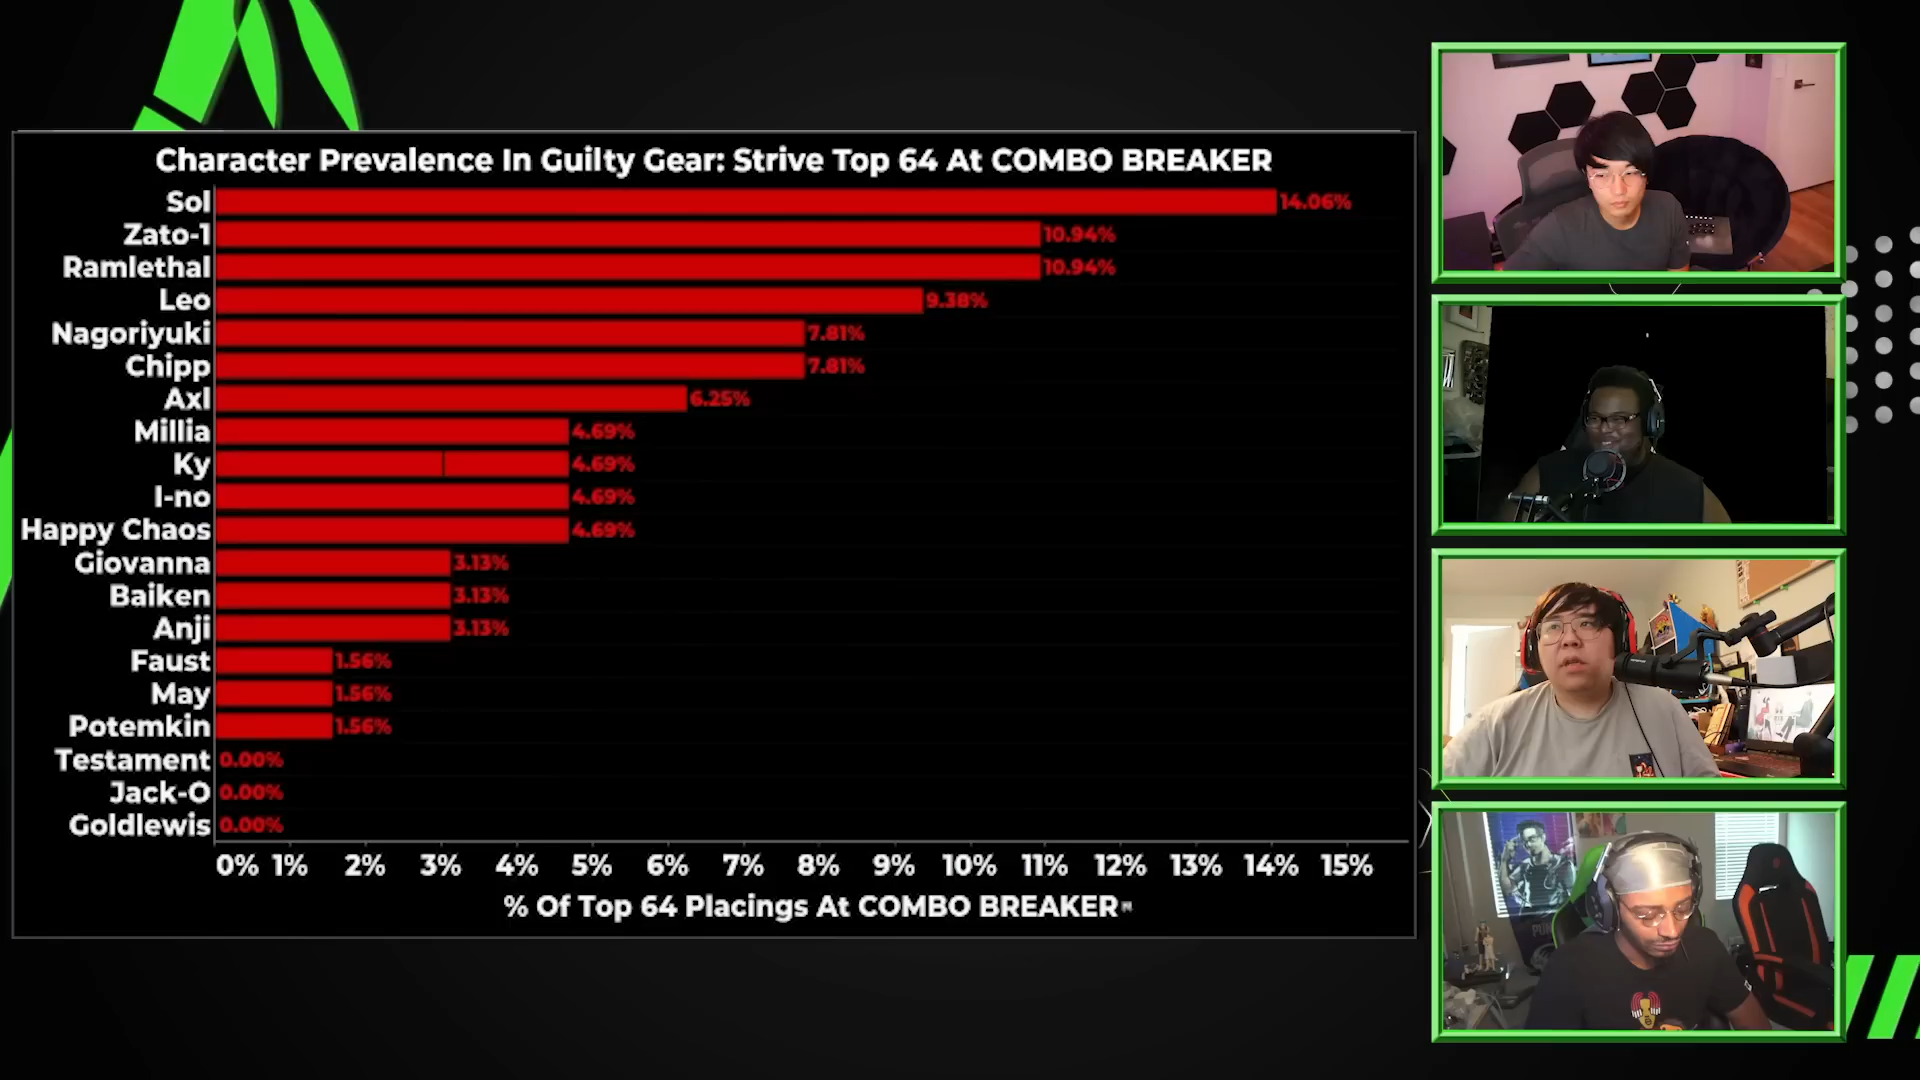 Character Prevalence In Guilty Gear: Strive Top 64 At COMBO BREAKER
Sol 14.06%
Zato-1 10.94%
Ramlethal 10.94%
Leo 9.38%
Nagoriyuki 7.81%
Chipp 7.81%
Axl 6.25%
Millia 4.69%
Ky 4.69%
I-no 4.69%
Happy Chaos 4.69%
Giovanna 3.13%
Baiken 3.13%
Anji 3.13%
Faust 1.56%
May 1.56%
Potemkin 1.56%
Testament 0.00%
Jack-O 0.00%
Goldlewis 0.00%
0% 1% 2% 3% 4% 5% 6% 7% 8% 9% 10% 11% 12% 13% 14% 15%
% Of Top 64 Placings At COMBO BREAKER